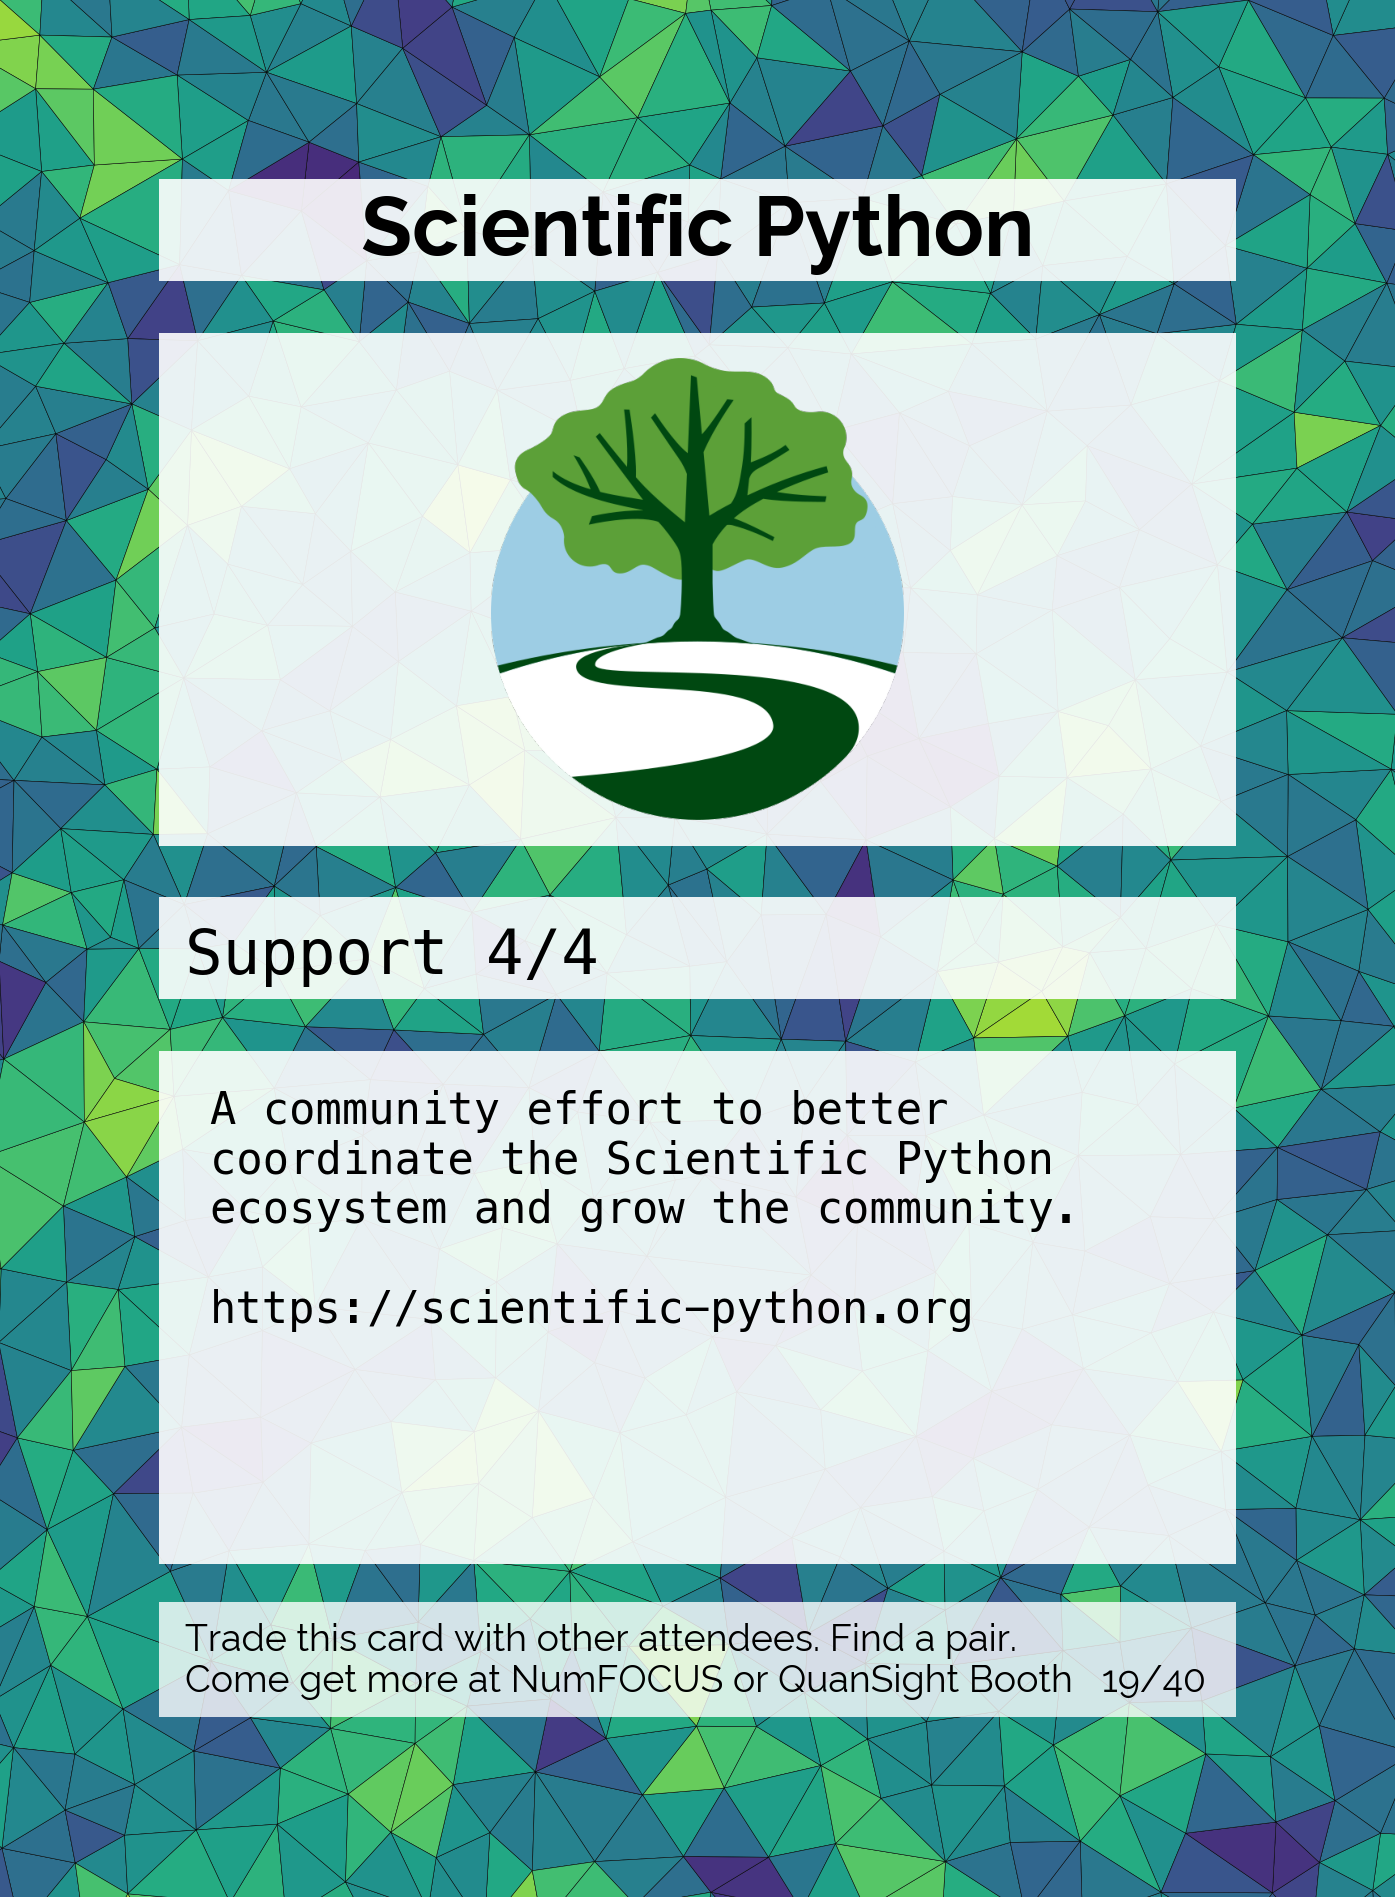 Scientific Python
Support 4/4
A community effort to better
coordinate the Scientific Python
ecosystem and grow the community.
https://scientific-python.org
Trade this card with other attendees. Find a pair.
Come get more at NumFOCUS or QuanSight Booth 19/40